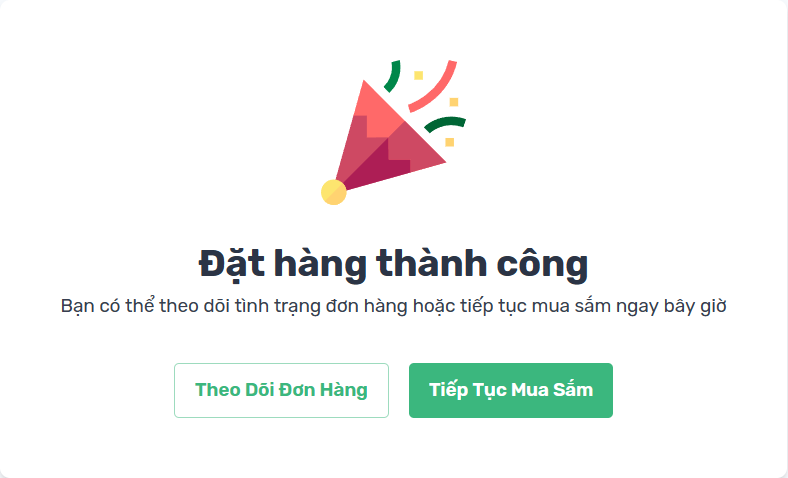 Đặt hàng thành công
Bạn có thể theo dõi tình trạng đơn hàng hoặc tiếp tục mua sắm ngay bây giờ
Theo Dõi Đơn Hàng
Tiếp Tục Mua Sắm